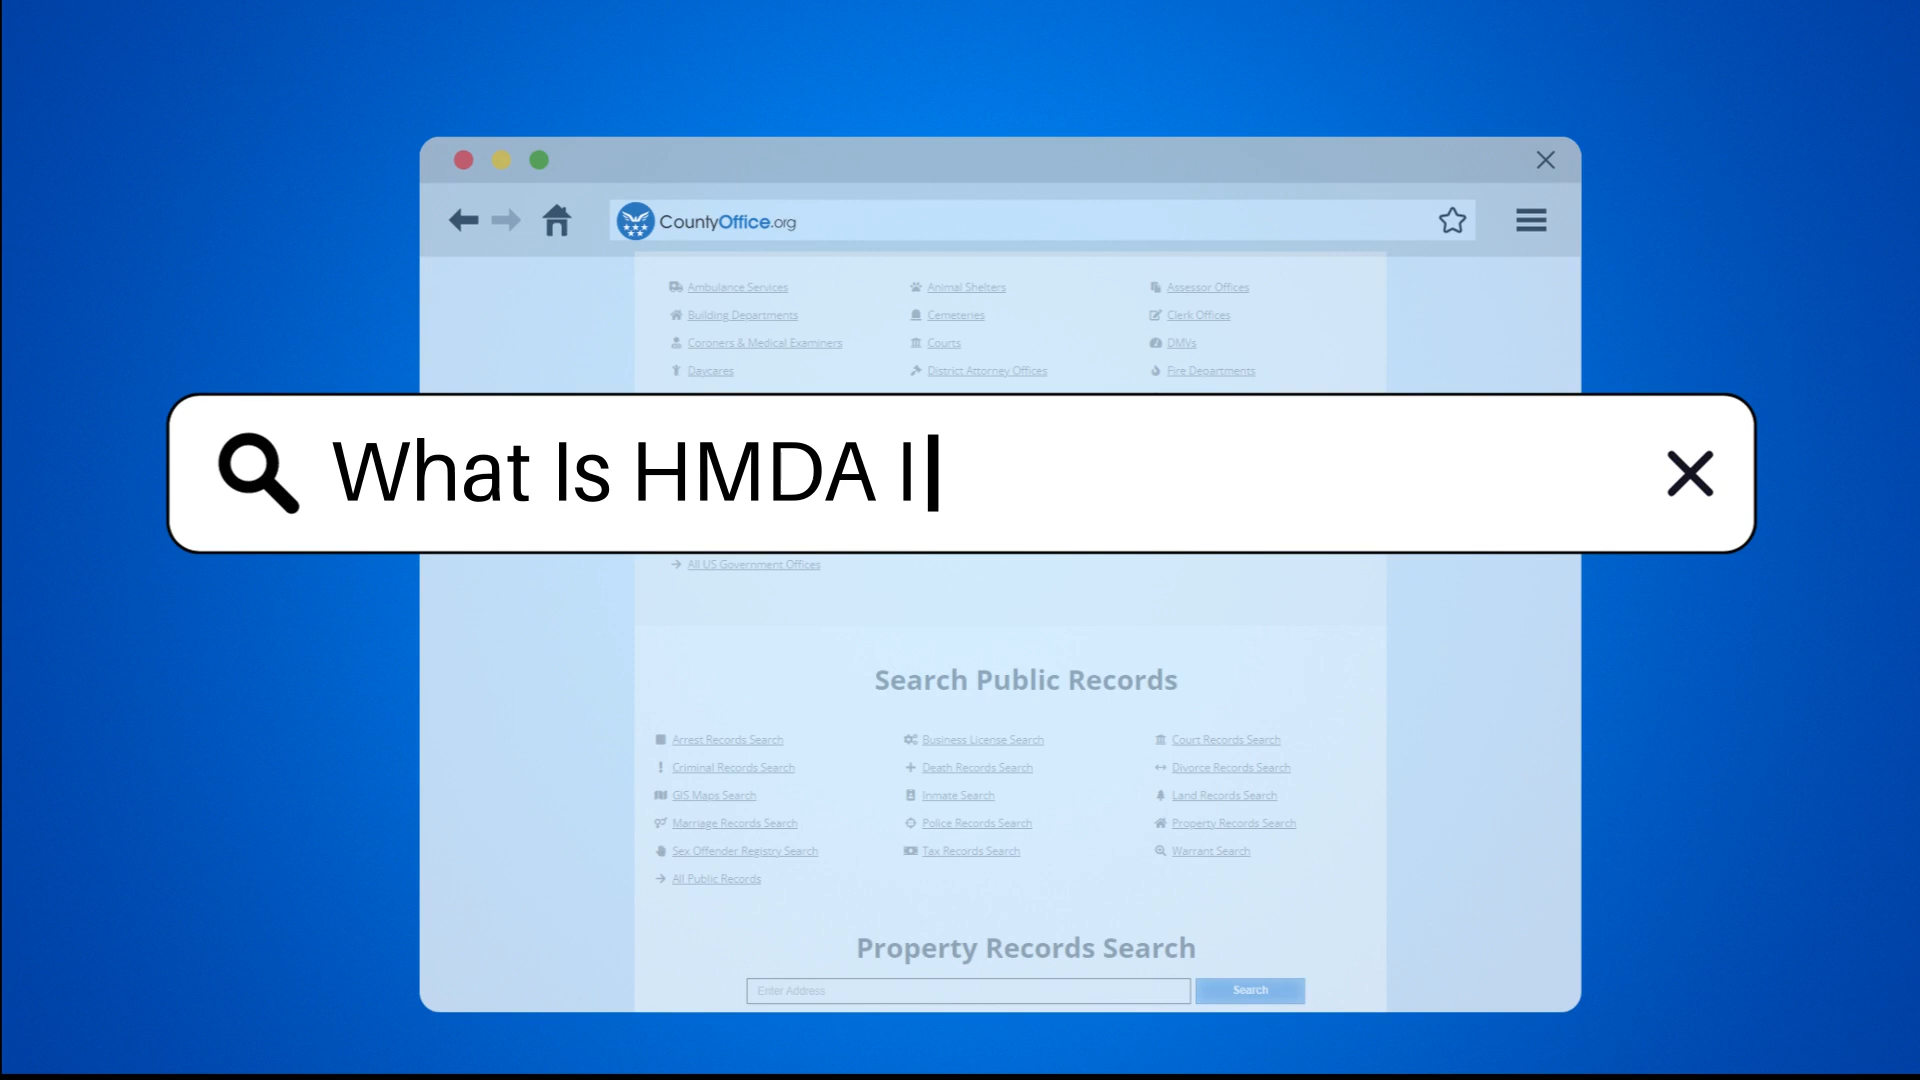 CountyOffice.org
Ambulance Services Animal Shelters Assessor Offices
Building Departments Cemeteries Clerk Offices
Coroners & Medical Examiners Courts DMVs
Daycares District Attorney Offices Fire Departments
What Is HMDA I
All US Government Offices
Search Public Records
Arrest Records Search Business License Search Court Records Search
Criminal Records Search Death Records Search Divorce Records Search
GIS Maps Search Inmate Search Land Records Search
Marriage Records Search Police Records Search Property Records Search
Sex Offender Registry Search Tax Records Search Warrant Search
All Public Records
Property Records Search
Enter Address Search